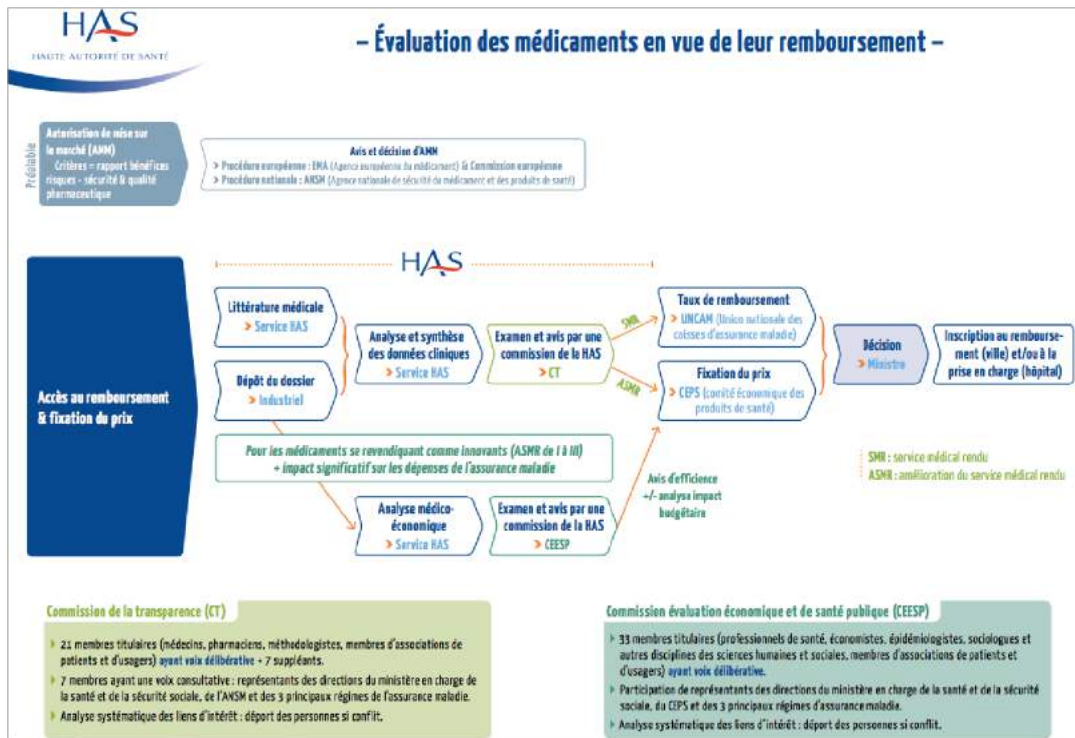 HAS
HAUTE AUTORITÉ DE SANTÉ
– Évaluation des médicaments en vue de leur remboursement –
Préalable
Autorisation de mise sur
le marché (AMM)
Critères = rapport bénéfices
risques - sécurité & qualité
pharmaceutique
Avis et décision d'AMM
> Procédure européenne : EMA (Agence européenne du médicament) & Commission européenne
> Procédure nationale : ANSM (Agence nationale de sécurité du médicament et des produits de santé)
HAS
Accès au remboursement
& fixation du prix
Littérature médicale
> Service HAS
Dépôt du dossier
> Industriel
Analyse et synthèse
des données cliniques
> Service HAS
Examen et avis par une
commission de la HAS
> CT
SMR
ASMR
Taux de remboursement
> UNCAM (Union nationale des
caisses d'assurance maladie)
Fixation du prix
> CEPS (comité économique des
produits de santé)
Décision
> Ministre
Inscription au rembourse-
ment (ville) et/ou à la
prise en charge (hôpital)
Pour les médicaments se revendiquant comme innovants (ASMR de I à III)
+ impact significatif sur les dépenses de l'assurance maladie
Analyse médico-
économique
> Service HAS
Examen et avis par une
commission de la HAS
> CEESP
Avis d'efficience
+/- analyse impact
budgétaire
SMR : service médical rendu
ASMR : amélioration du service médical rendu
Commission de la transparence (CT)
21 membres titulaires (médecins, pharmaciens, méthodologistes, membres d'associations de
patients et d'usagers) ayant voix délibérative + 7 suppléants.
7 membres ayant une voix consultative : représentants des directions du ministère en charge de
la santé et de la sécurité sociale, de l'ANSM et des 3 principaux régimes de l'assurance maladie.
Analyse systématique des liens d'intérêt : déport des personnes si conflit.
Commission évaluation économique et de santé publique (CEESP)
33 membres titulaires (professionnels de santé, économistes, épidémiologistes, sociologues et
autres disciplines des sciences humaines et sociales, membres d'associations de patients et
d'usagers) ayant voix délibérative.
Participation de représentants des directions du ministère en charge de la santé et de la sécurité
sociale, du CEPS et des 3 principaux régimes d'assurance maladie.
Analyse systématique des liens d'intérêt : déport des personnes si conflit.